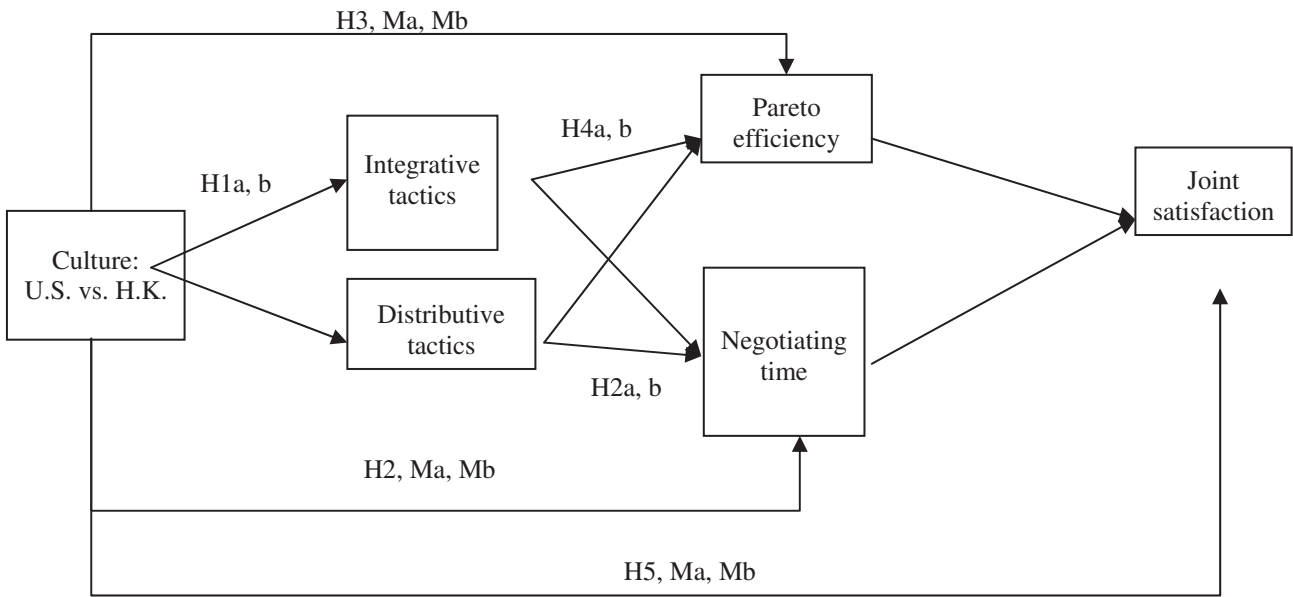 H3, Ma, Mb
Pareto
efficiency
H4a, b
Integrative
tactics
H1a, b
Joint
satisfaction
Culture:
U.S. vs. H.K.
Distributive
tactics
Negotiating
time
H2a, b
H2, Ma, Mb
H5, Ma, Mb